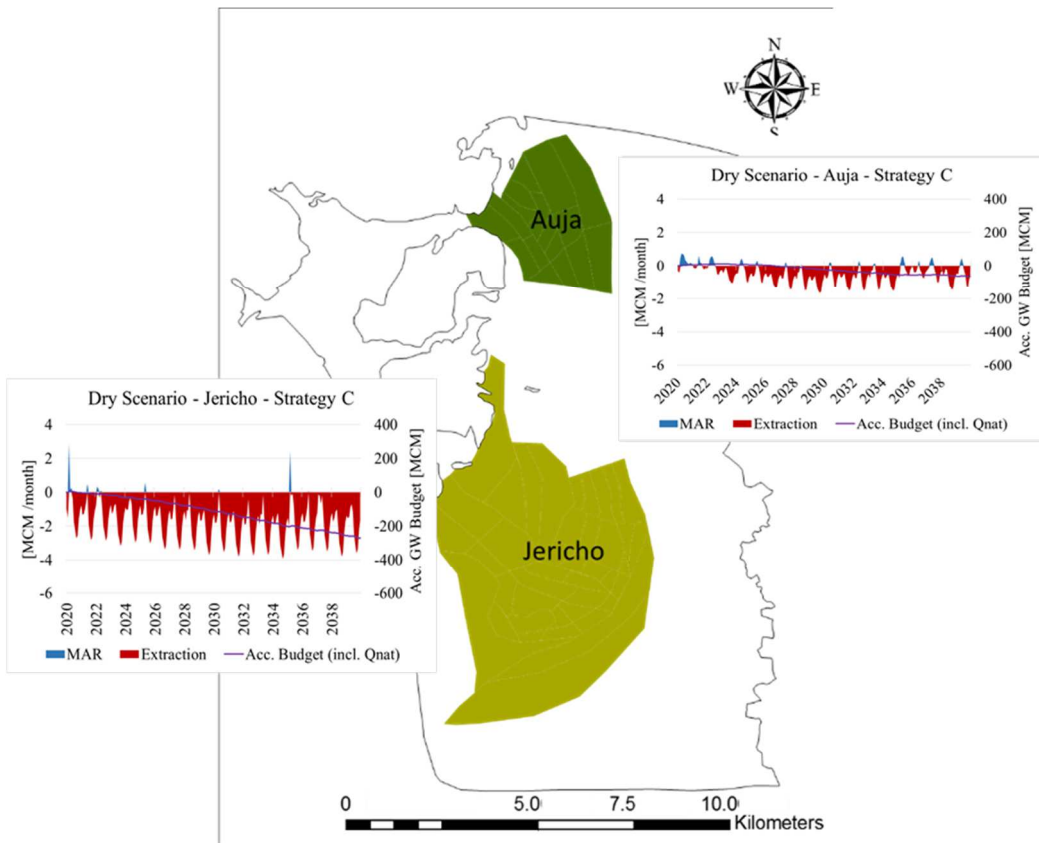 N
W E
S
Auja
Dry Scenario - Auja - Strategy C
4 400
2 200
0 0
-2 -200
-4 -400
-6 -600
[MCM /month]
Acc. GW Budget [MCM]
2020 2022 2024 2026 2028 2030 2032 2034 2036 2038
MAR Extraction Acc. Budget (incl. Qnat)
Dry Scenario - Jericho - Strategy C
4 400
2 200
0 0
-2 -200
-4 -400
-6 -600
[MCM /month]
Acc. GW Budget [MCM]
2020 2022 2024 2026 2028 2030 2032 2034 2036 2038
MAR Extraction Acc. Budget (incl. Qnat)
Jericho
0 5.0 7.5 10.0
Kilometers